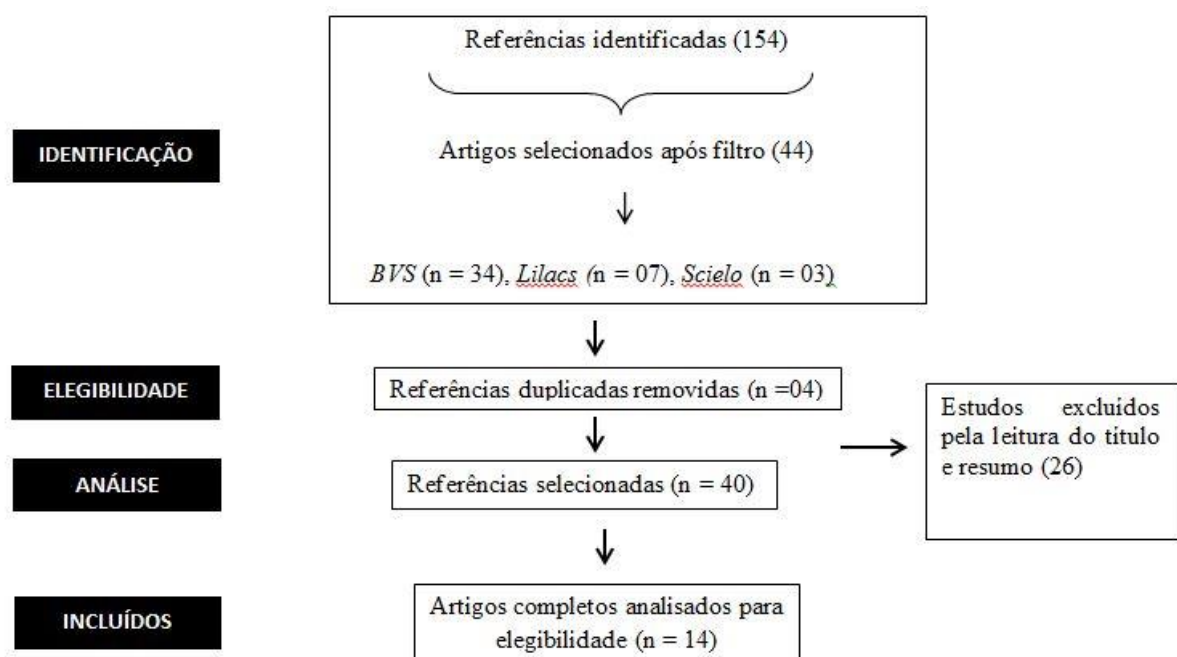 Referências identificadas (154)
IDENTIFICAÇÃO
Artigos selecionados após filtro (44)
BVS (n = 34), Lilacs (n = 07), Scielo (n = 03)
ELEGIBILIDADE
Referências duplicadas removidas (n =04)
Estudos excluídos
pela leitura do título
e resumo (26)
ANÁLISE
Referências selecionadas (n = 40)
INCLUÍDOS
Artigos completos analisados para
elegibilidade (n = 14)